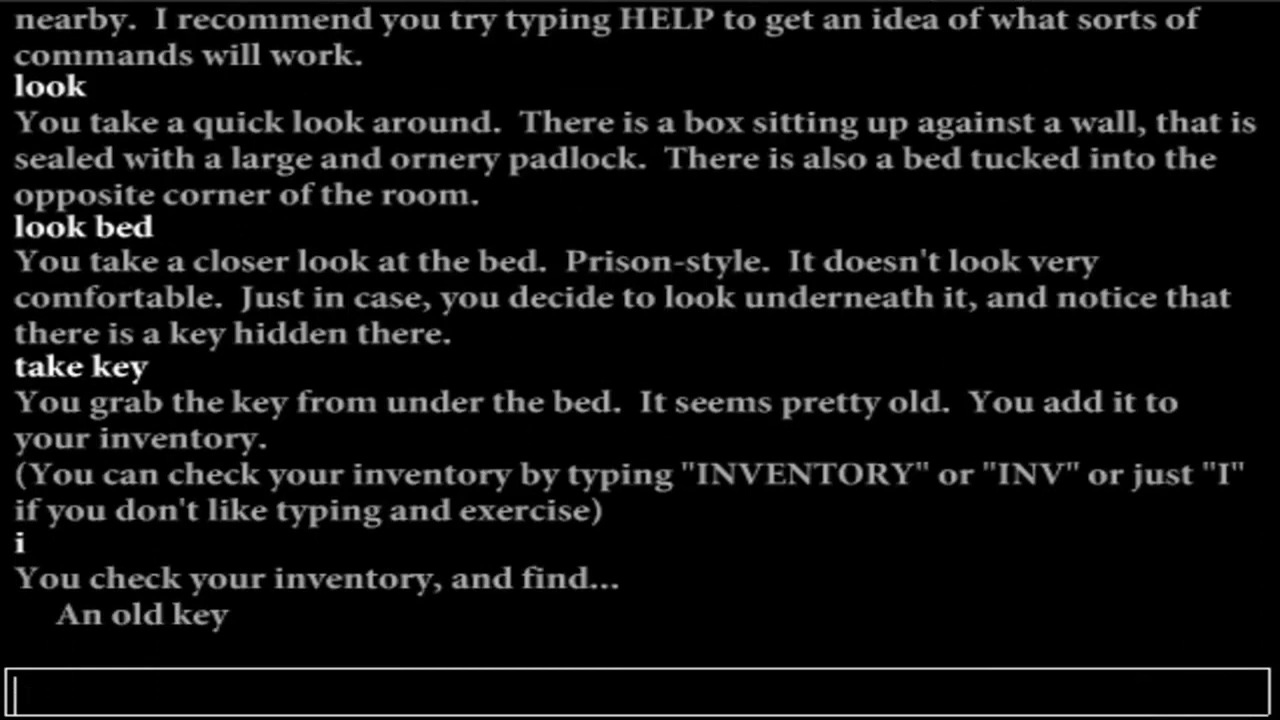 nearby.  I recommend you try typing HELP to get an idea of what sorts of
commands will work.
look
You take a quick look around.  There is a box sitting up against a wall, that is
sealed with a large and ornery padlock.  There is also a bed tucked into the
opposite corner of the room.
look bed
You take a closer look at the bed.  Prison-style.  It doesn't look very
comfortable.  Just in case, you decide to look underneath it, and notice that
there is a key hidden there.
take key
You grab the key from under the bed.  It seems pretty old.  You add it to
your inventory.
(You can check your inventory by typing "INVENTORY" or "INV" or just "I"
if you don't like typing and exercise)
i
You check your inventory, and find...
An old key